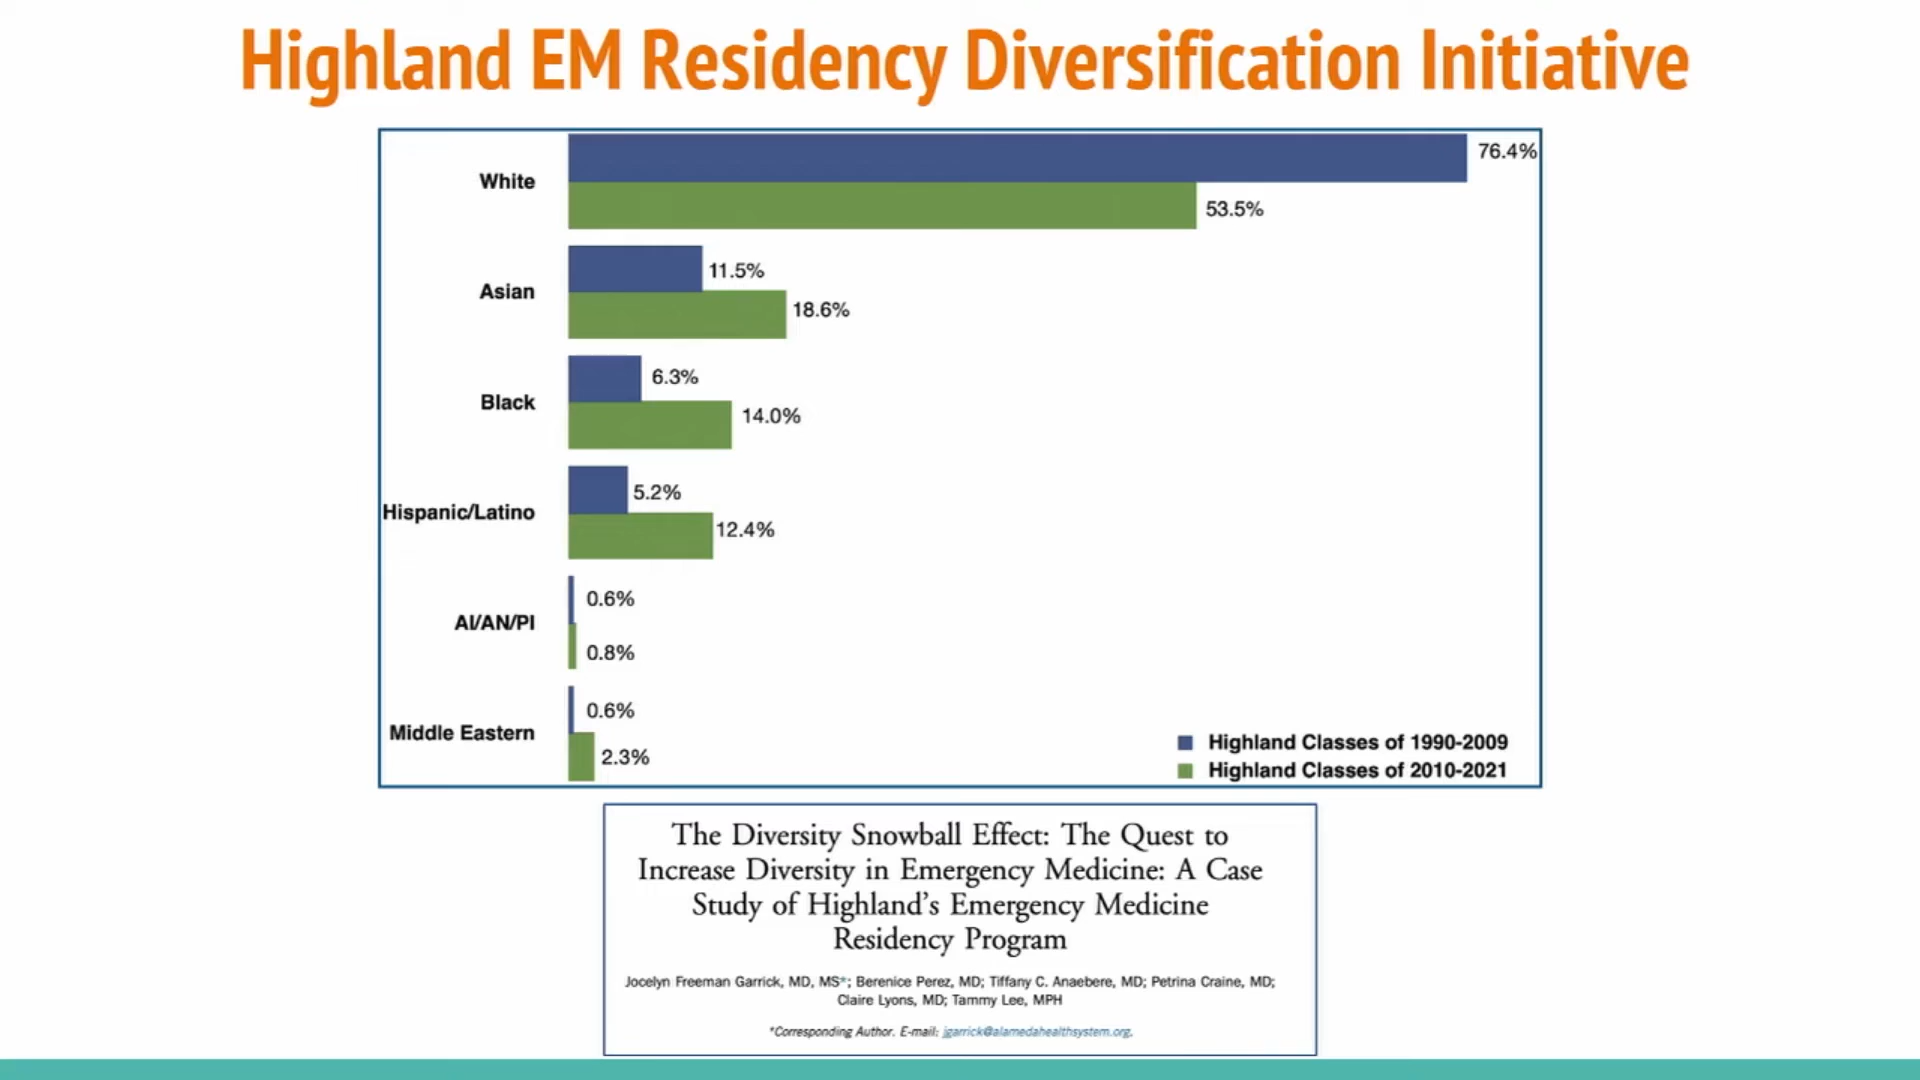 Highland EM Residency Diversification Initiative
White
76.4%
53.5%
Asian
11.5%
18.6%
Black
6.3%
14.0%
Hispanic/Latino
5.2%
12.4%
AI/AN/PI
0.6%
0.8%
Middle Eastern
0.6%
2.3%
Highland Classes of 1990-2009
Highland Classes of 2010-2021
The Diversity Snowball Effect: The Quest to
Increase Diversity in Emergency Medicine: A Case
Study of Highland’s Emergency Medicine
Residency Program
Jocelyn Freeman Garrick, MD, MS*; Berenice Perez, MD; Tiffany C. Anaebere, MD; Petrina Craine, MD;
Claire Lyons, MD; Tammy Lee, MPH
*Corresponding Author. E-mail: jgarrick@alamedahealthsystem.org.